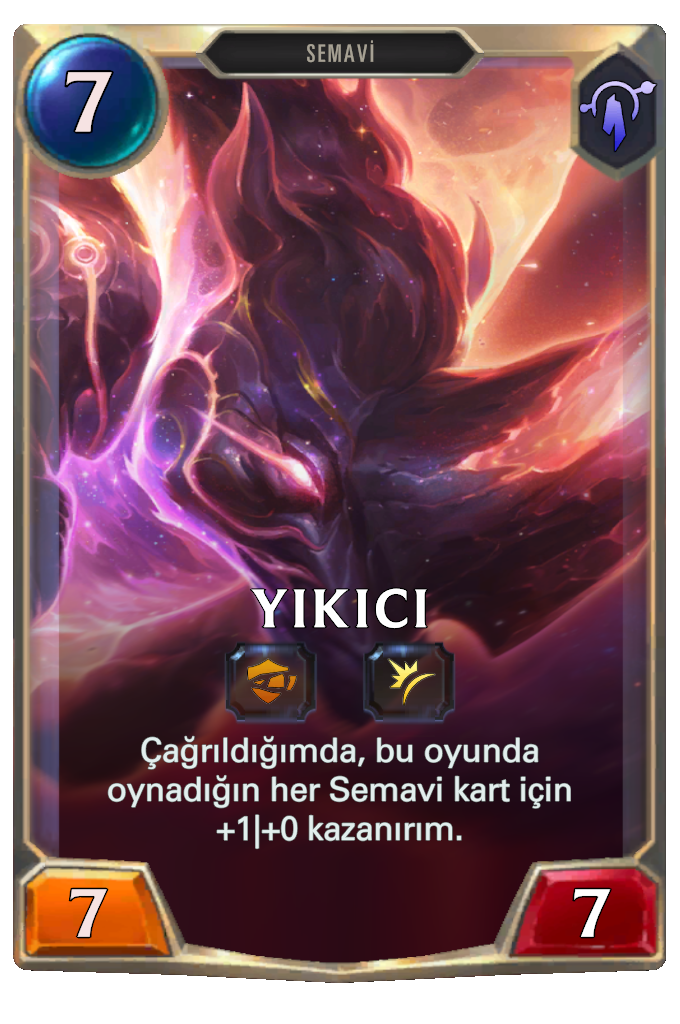 7
SEMAVİ
YIKICI
Çağrıldığımda, bu oyunda
oynadığın her Semavi kart için
+1|+0 kazanırım.
7
7